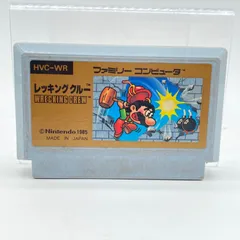 HVC-WR
ファミリー コンピュータ
レッキングクルー
WRECKING CREW
©Nintendo 1985
MADE IN JAPAN